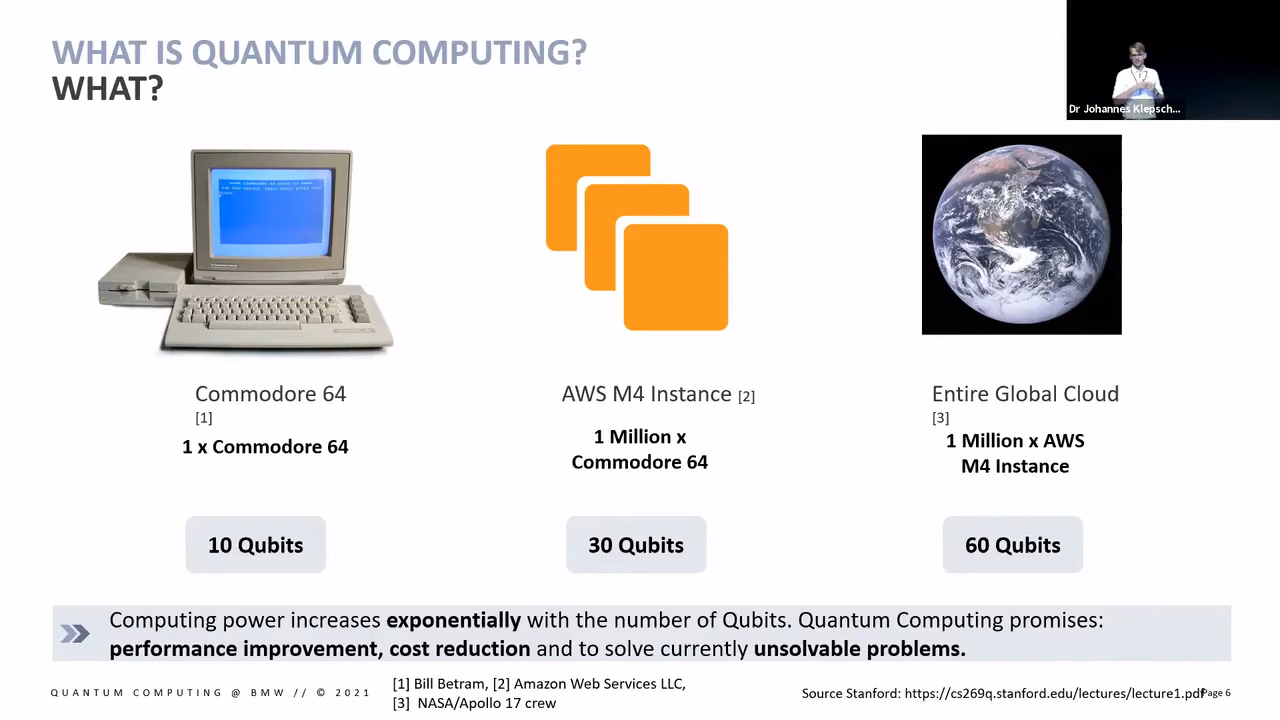 WHAT IS QUANTUM COMPUTING?
WHAT?
Dr Johannes Klepsch...
Commodore 64
[1]
1 x Commodore 64
AWS M4 Instance [2]
1 Million x
Commodore 64
Entire Global Cloud
[3]
1 Million x AWS
M4 Instance
10 Qubits
30 Qubits
60 Qubits
Computing power increases exponentially with the number of Qubits. Quantum Computing promises:
performance improvement, cost reduction and to solve currently unsolvable problems.
QUANTUM COMPUTING @ BMW // © 2021
[1] Bill Betram, [2] Amazon Web Services LLC,
[3] NASA/Apollo 17 crew
Source Stanford: https://cs269q.stanford.edu/lectures/lecture1.pdf
Page 6